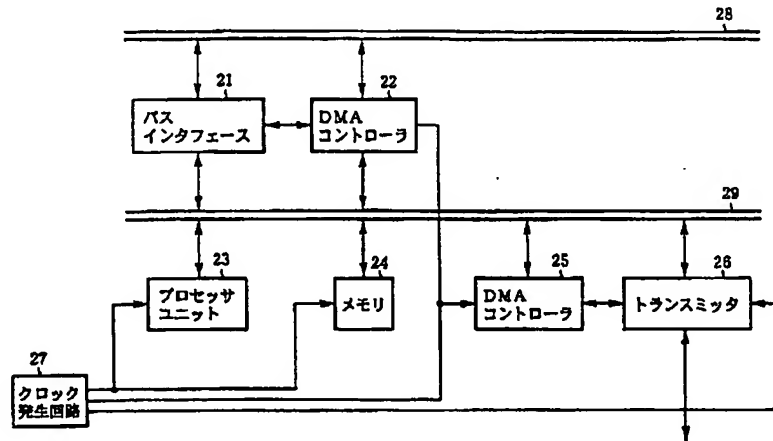 28
21
22
バス
インタフェース
DMA
コントローラ
29
23
24
25
26
プロセッサ
ユニット
メモリ
DMA
コントローラ
トランスミッタ
27
クロック
発生回路